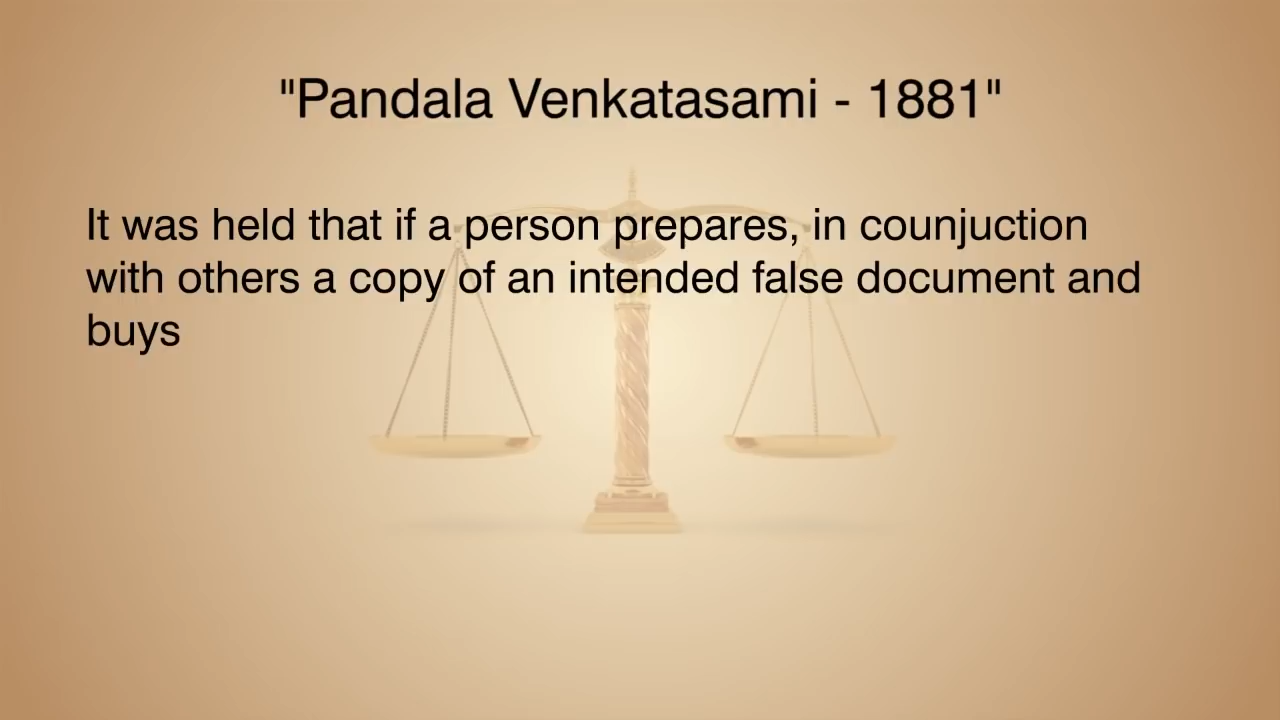 "Pandala Venkatasami - 1881"
It was held that if a person prepares, in counjuction
with others a copy of an intended false document and
buys